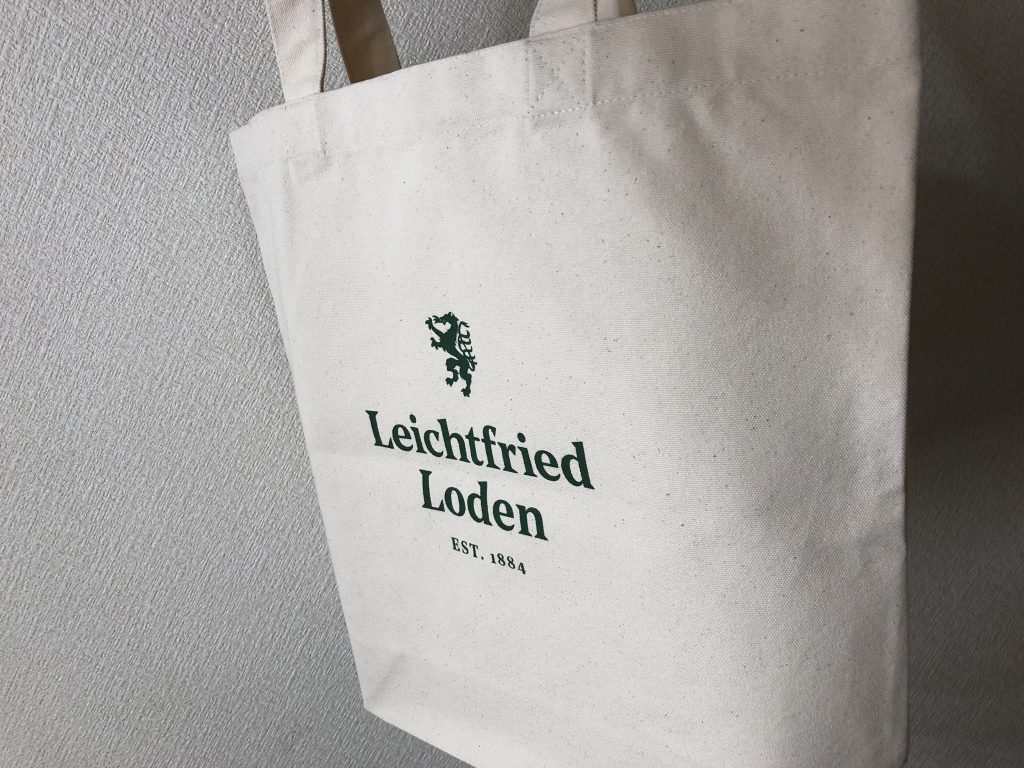 Leichtfried
Loden
EST. 1884